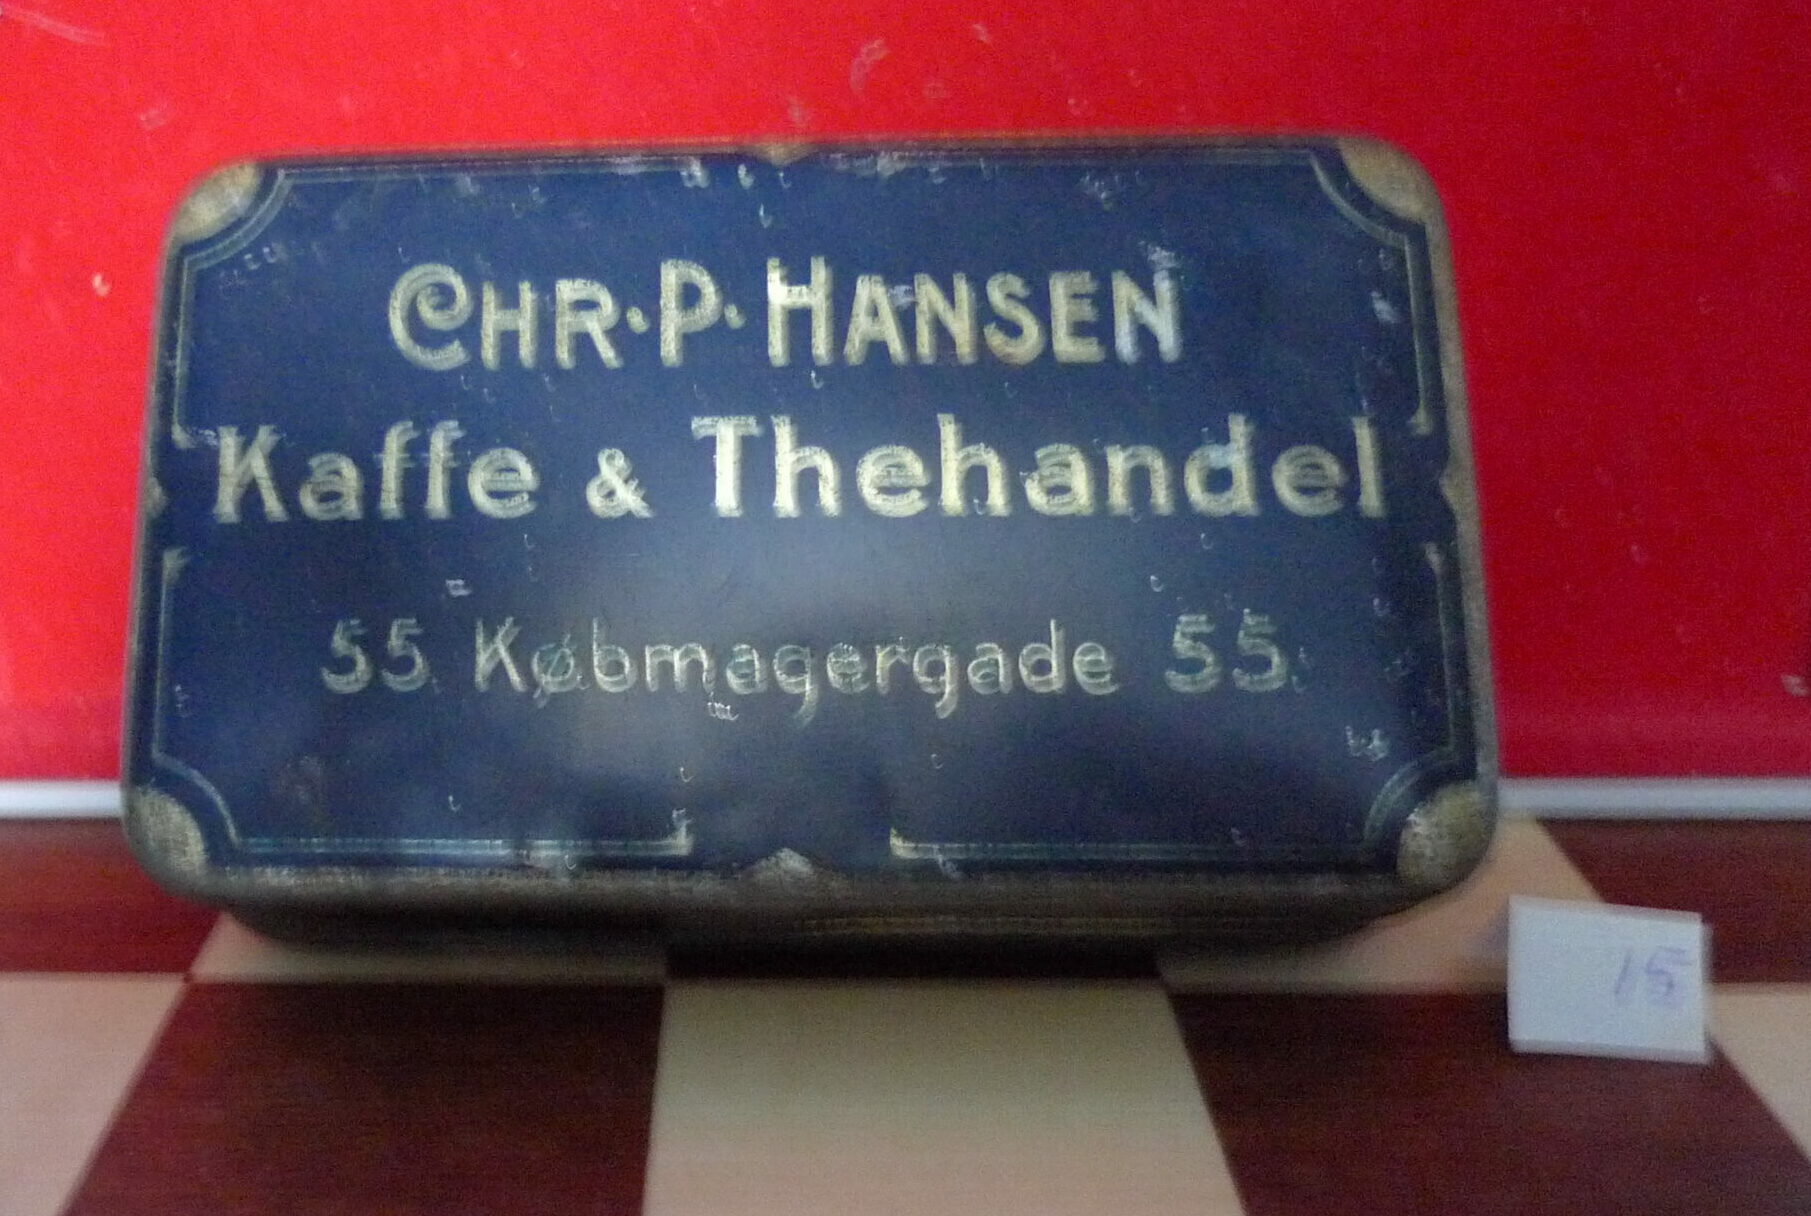 CHR. P. HANSEN
Kaffe & Thehandel
55 Købmagergade 55.
15